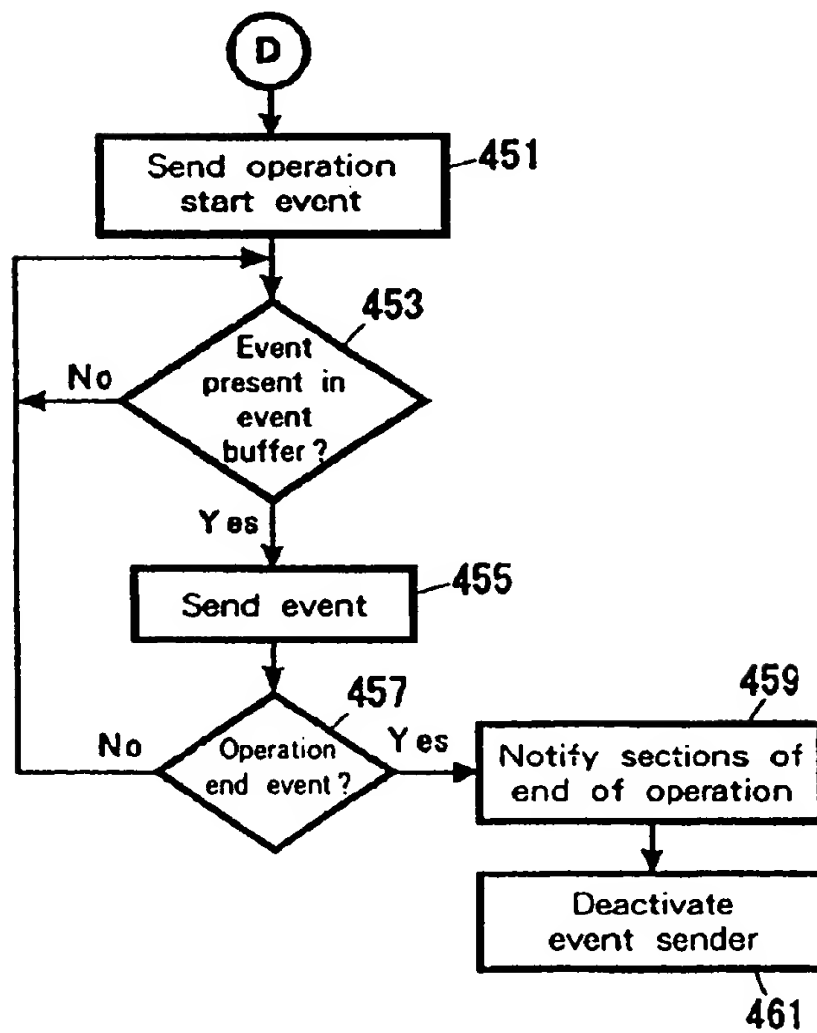 D
Send operation
start event
451
453
Event
present in
event
buffer?
No
Yes
Send event
455
457
Operation
end event?
No
Yes
459
Notify sections of
end of operation
Deactivate
event sender
461